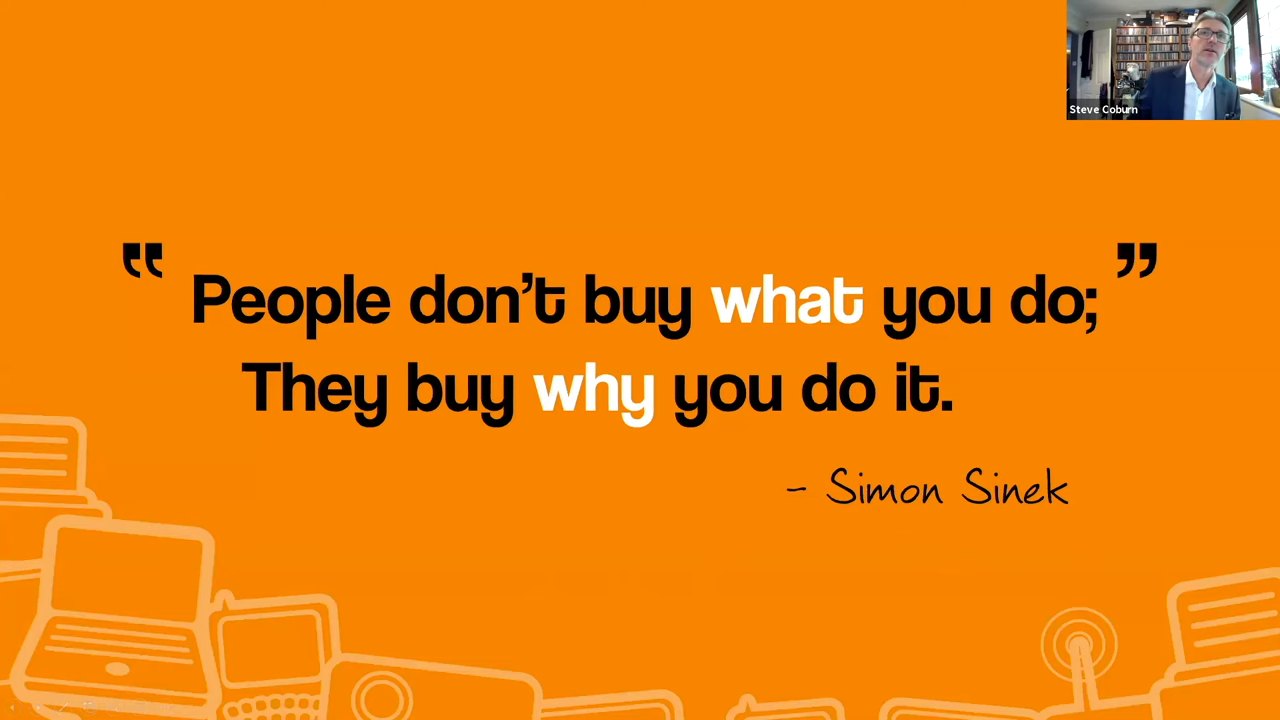 Steve Coburn
“ People don’t buy what you do; ”
They buy why you do it.
- Simon Sinek